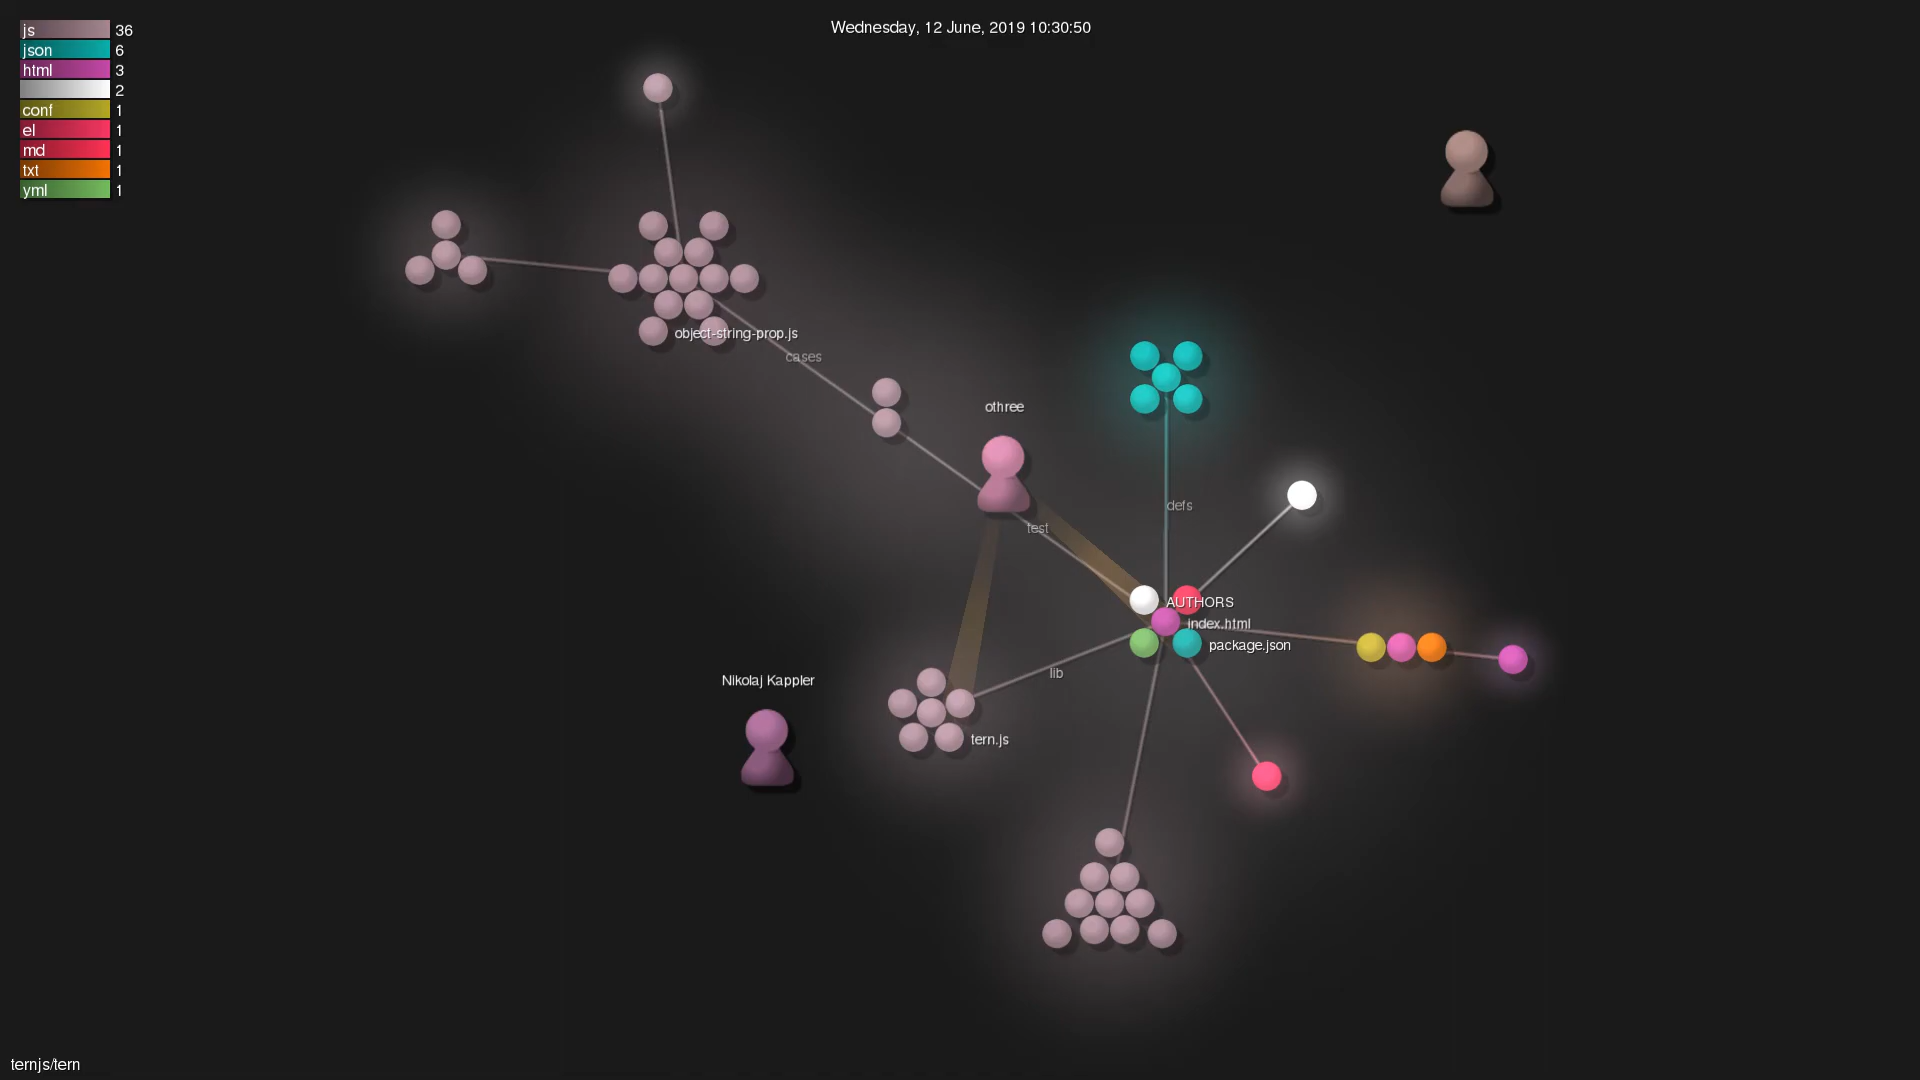 Wednesday, 12 June, 2019 10:30:50
js 36
json 6
html 3
2
conf 1
el 1
md 1
txt 1
yml 1
object-string-prop.js
cases
othree
defs
test
AUTHORS
index.html
package.json
lib
Nikolaj Kappler
tern.js
ternjs/tern